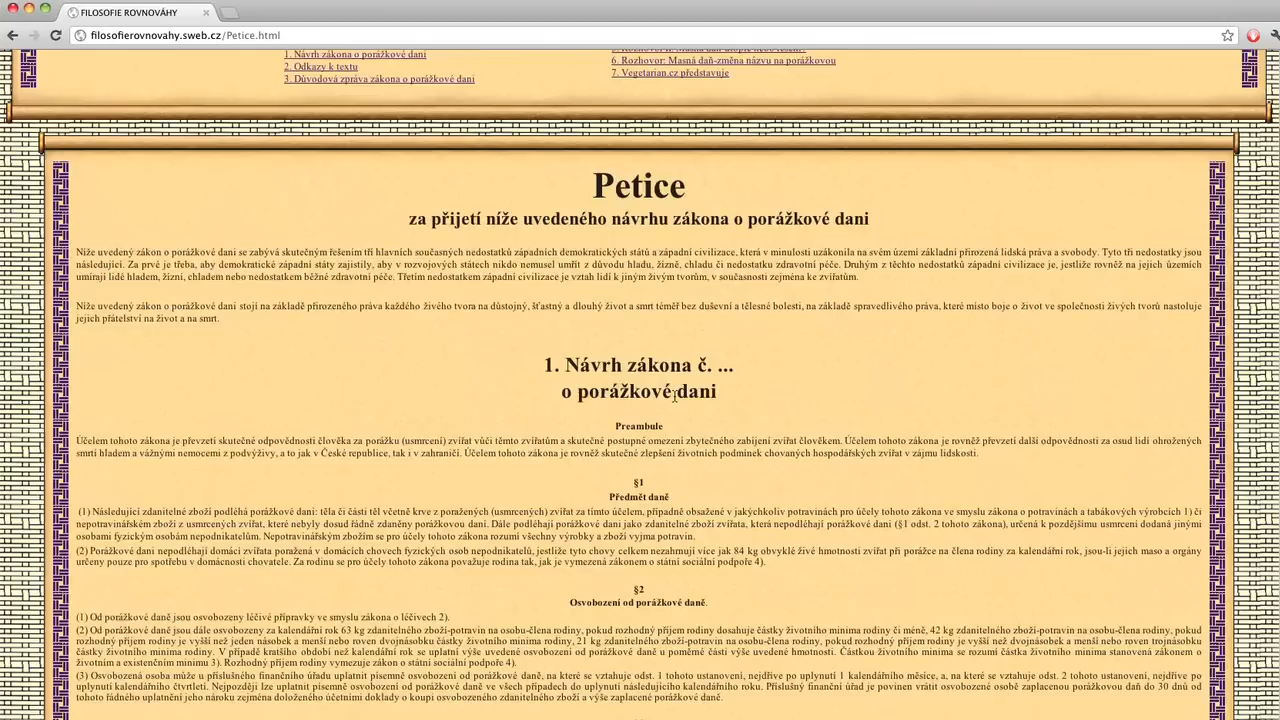 FILOSOFIE ROVNOVÁHY
filosofierovnovahy.sweb.cz/Petice.html
1. Návrh zákona o porážkové dani
2. Odkazy k textu
3. Důvodová zpráva zákona o porážkové dani
6. Rozhovor: Masná daň-změna názvu na porážkovou
7. Vegetarian.cz představuje
Petice
za přijetí níže uvedeného návrhu zákona o porážkové dani
Níže uvedený zákon o porážkové dani se zabývá skutečným řešením tří hlavních současných nedostatků západních demokratických států a západní civilizace, která v minulosti uzákonila na svém území základní přirozená lidská práva a svobody. Tyto tři nedostatky jsou
následující. Za prvé je třeba, aby demokratické západní státy zajistily, aby v rozvojových státech nikdo nemusel umřít z důvodu hladu, žízně, chladu či nedostatku zdravotní péče. Druhým z těchto nedostatků západní civilizace je, jestliže rovněž na jejich územích
umírají lidé hladem, žízní, chladem nebo nedostatkem běžné zdravotní péče. Třetím nedostatkem západní civilizace je vztah lidí k jiným živým tvorům, v současnosti zejména ke zvířatům.
Níže uvedený zákon o porážkové dani stojí na základě přirozeného práva každého živého tvora na důstojný, šťastný a dlouhý život a smrt téměř bez duševní a tělesné bolesti, na základě spravedlivého práva, které místo boje o život ve společnosti živých tvorů nastoluje
jejich přátelství na život a na smrt.
1. Návrh zákona č. ...
o porážkové dani
Preambule
Účelem tohoto zákona je převzetí skutečné odpovědnosti člověka za porážku (usmrcení) zvířat vůči těmto zvířatům a skutečné postupné omezení zbytečného zabíjení zvířat člověkem. Účelem tohoto zákona je rovněž převzetí další odpovědnosti za osud lidí ohrožených
smrtí hladem a vážnými nemocemi z podvýživy, a to jak v České republice, tak i v zahraničí. Účelem tohoto zákona je rovněž skutečné zlepšení životních podmínek chovaných hospodářských zvířat v zájmu lidskosti.
§1
Předmět daně
(1) Následující zdanitelné zboží podléhá porážkové dani: těla či části těl včetně krve z poražených (usmrcených) zvířat za tímto účelem, případně obsažené v jakýchkoliv potravinách pro účely tohoto zákona ve smyslu zákona o potravinách a tabákových výrobcích 1) či
nepotravinářském zboží z usmrcených zvířat, které nebyly dosud řádně zdaněny porážkovou daní. Dále podléhají porážkové dani jako zdanitelné zboží zvířata, která nepodléhají porážkové dani (§1 odst. 2 tohoto zákona), určená k pozdějšímu usmrcení dodaná jinými
osobami fyzickým osobám nepodnikatelům. Nepotravinářským zbožím se pro účely tohoto zákona rozumí všechny výrobky a zboží vyjma potravin.
(2) Porážkové dani nepodléhají domácí zvířata poražená v domácích chovech fyzických osob nepodnikatelů, jestliže tyto chovy celkem nezahrnují více jak 84 kg obvyklé živé hmotnosti zvířat při porážce na člena rodiny za kalendářní rok, jsou-li jejich maso a orgány
určeny pouze pro spotřebu v domácnosti chovatele. Za rodinu se pro účely tohoto zákona považuje rodina tak, jak je vymezená zákonem o státní sociální podpoře 4).
§2
Osvobození od porážkové daně.
(1) Od porážkové daně jsou osvobozeny léčivé přípravky ve smyslu zákona o léčivech 2).
(2) Od porážkové daně jsou dále osvobozeny za kalendářní rok 63 kg zdanitelného zboží-potravin na osobu-člena rodiny, pokud rozhodný příjem rodiny dosahuje částky životního minima rodiny či méně, 42 kg zdanitelného zboží-potravin na osobu-člena rodiny, pokud
rozhodný příjem rodiny je vyšší než jeden násobek a menší nebo roven dvojnásobku částky životního minima rodiny, 21 kg zdanitelného zboží-potravin na osobu-člena rodiny, pokud rozhodný příjem rodiny je vyšší než dvojnásobek a menší nebo roven trojnásobku
částky životního minima rodiny. V případě kratšího období než kalendářní rok se uplatní výše uvedené osvobození od porážkové daně u poměrné části výše uvedené hmotnosti. Částkou životního minima se rozumí částka životního minima stanovená zákonem o
životním a existenčním minimu 3). Rozhodný příjem rodiny vymezuje zákon o státní sociální podpoře 4).
(3) Osvobozená osoba může u příslušného finančního úřadu uplatnit písemně osvobození od porážkové daně, na které se vztahuje odst. 1 tohoto ustanovení, nejdříve po uplynutí 1 kalendářního měsíce, a, na které se vztahuje odst. 2 tohoto ustanovení, nejdříve po
uplynutí kalendářního čtvrtletí. Nejpozději lze uplatnit písemně osvobození od porážkové daně ve všech případech do uplynutí následujícího kalendářního roku. Příslušný finanční úřad je povinen vrátit osvobozené osobě zaplacenou porážkovou daň do 30 dnů od
tohoto řádného uplatnění jeho nároku zejména doloženého účetními doklady o koupi osvobozeného zdanitelného zboží a výše zaplacené porážkové daně.